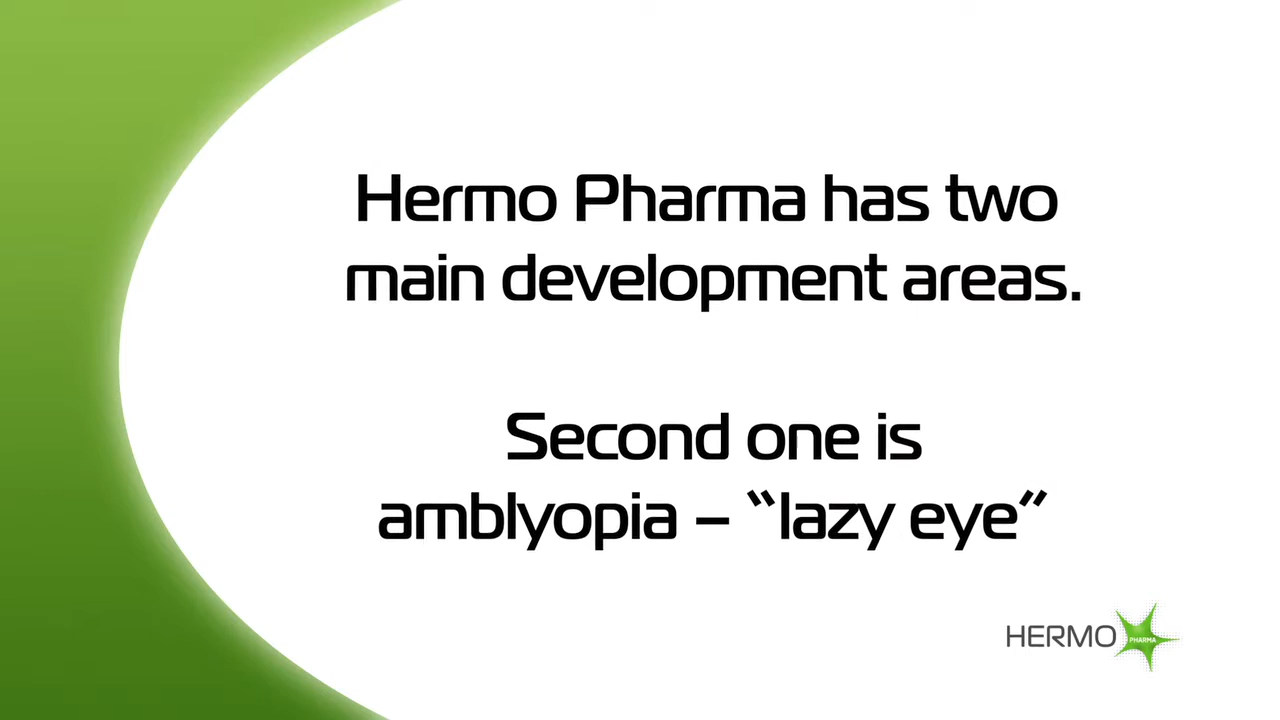 Hermo Pharma has two
main development areas.
Second one is
amblyopia – “lazy eye”
HERMO PHARMA